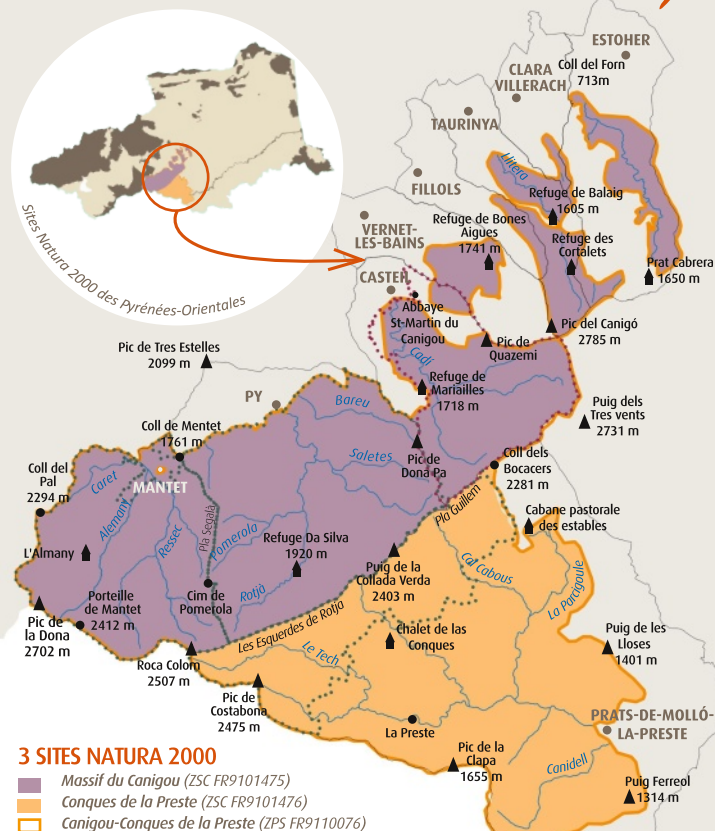 Sites Natura 2000 des Pyrénées-Orientales
ESTOHER
Coll del Forn
713m
CLARA
VILLERACH
TAURINYA
Llitera
FILLOLS
Refuge de Balaig
1605 m
VERNET-
LES-BAINS
Refuge de Bones
Aigues
1741 m
Refuge des
Cortalets
Prat Cabrera
1650 m
CASTEIL
Abbaye
St-Martin du
Canigou
Pic del Canigó
2785 m
Pic de
Quazemi
Pic de Tres Estelles
2099 m
Cadí
Refuge de
Mariailles
1718 m
PY
Bareu
Puig dels
Tres vents
2731 m
Coll de Mentet
1761 m
Saletes
Pic de
Dona Pa
Coll dels
Bocacers
2281 m
Coll del
Pal
2294 m
Caret
MANTET
Pla Guillem
Cabane pastorale
des estables
Alemany
Ressec
Pla Segalà
Pomerola
Refuge Da Silva
1920 m
L'Almany
Puig de la
Collada Verda
2403 m
Cal Cabous
La Parcigoule
Porteille
de Mantet
2412 m
Cim de
Pomerola
Rotjà
Pic de
la Dona
2702 m
Les Esquerdes de Rotja
Chalet de las
Conques
Puig de les
Lloses
1401 m
Roca Colom
2507 m
Le Tech
Pic de
Costabona
2475 m
La Preste
PRATS-DE-MOLLÓ-
LA-PRESTE
Pic de la
Clapa
1655 m
Canidell
Puig Ferreol
1314 m
3 SITES NATURA 2000
Massif du Canigou (ZSC FR9101475)
Conques de la Preste (ZSC FR9101476)
Canigou-Conques de la Preste (ZPS FR9110076)